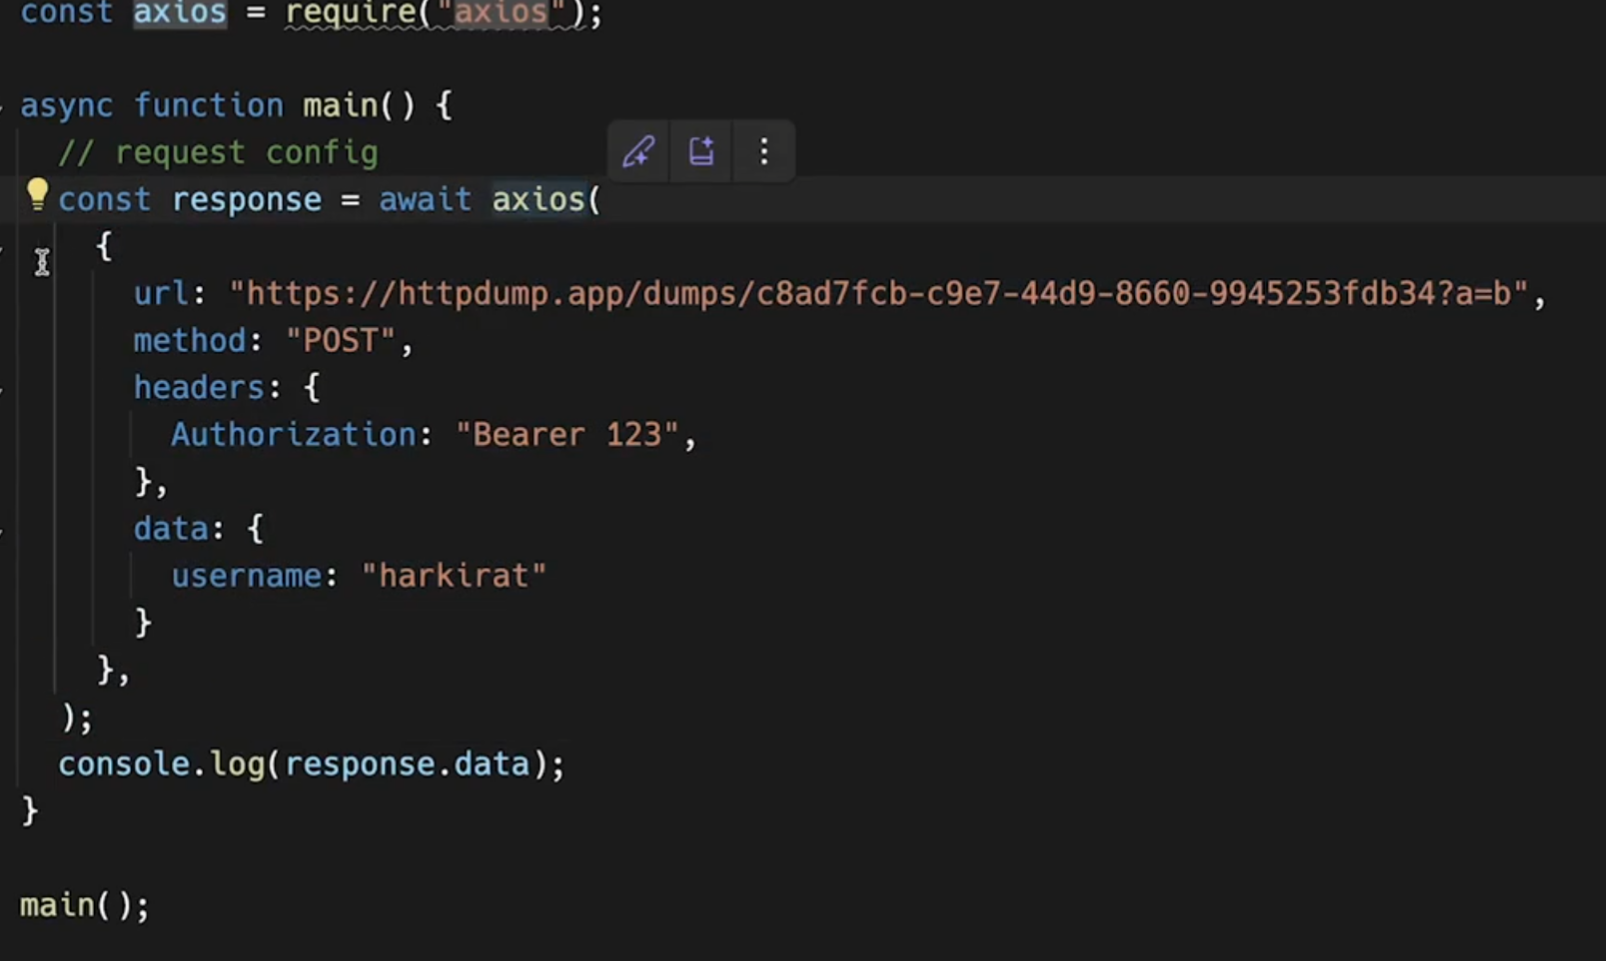 const axios = require("axios");
async function main() {
// request config
const response = await axios(
{
url: "https://httpdump.app/dumps/c8ad7fcb-c9e7-44d9-8660-9945253fdb34?a=b",
method: "POST",
headers: {
Authorization: "Bearer 123",
},
data: {
username: "harkirat"
}
},
);
console.log(response.data);
}
main();